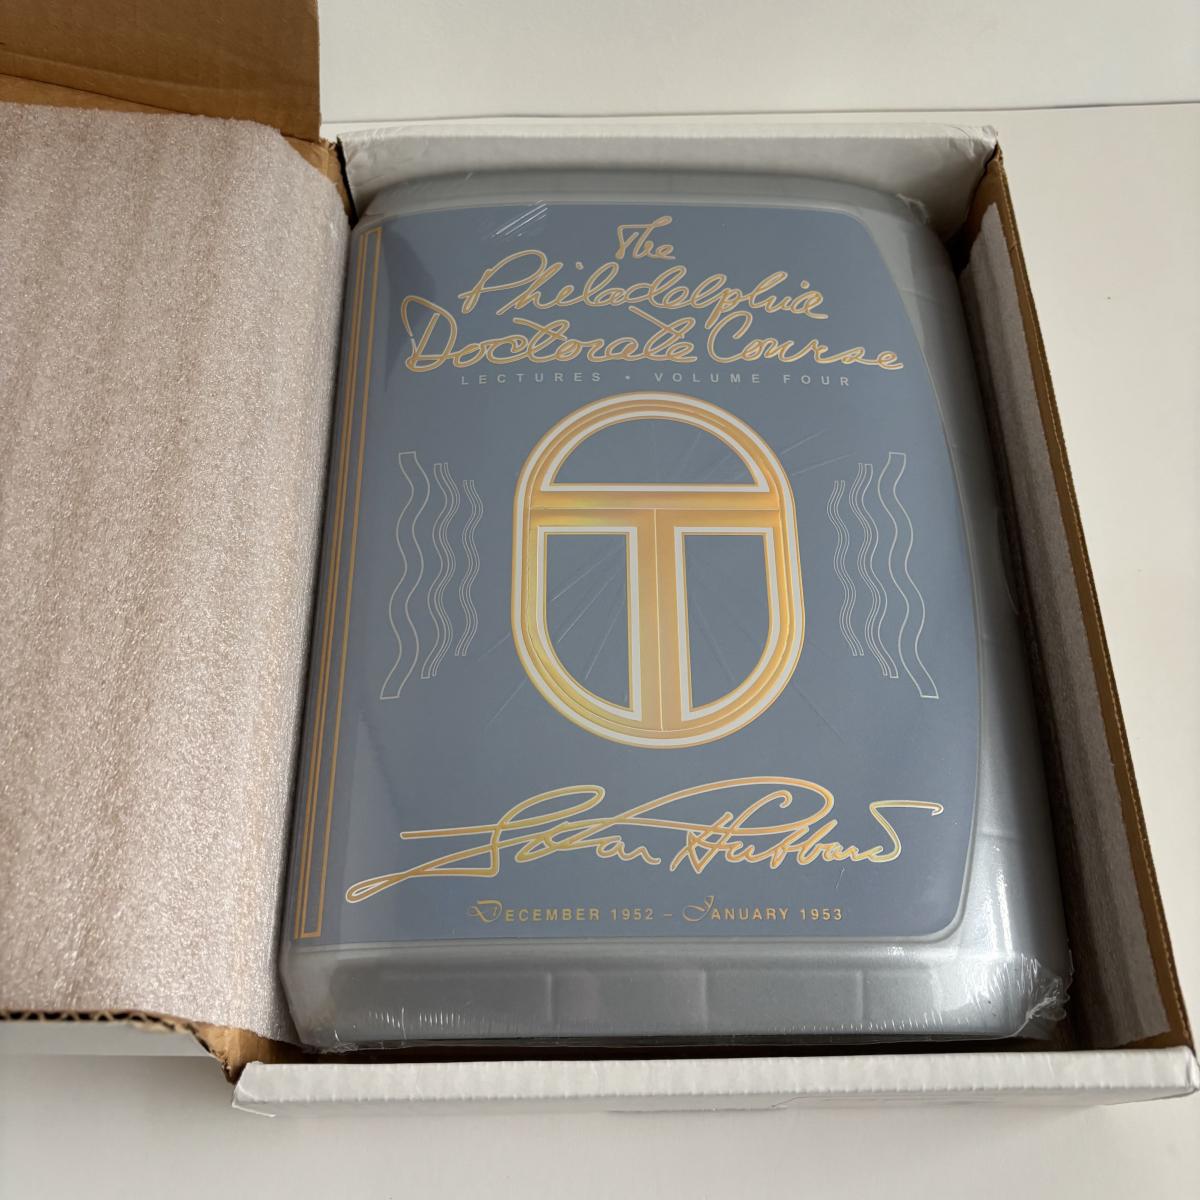 The
Philadelphia
Doctorate Course
LECTURES • VOLUME FOUR
L Ron Hubbard
DECEMBER 1952 – JANUARY 1953